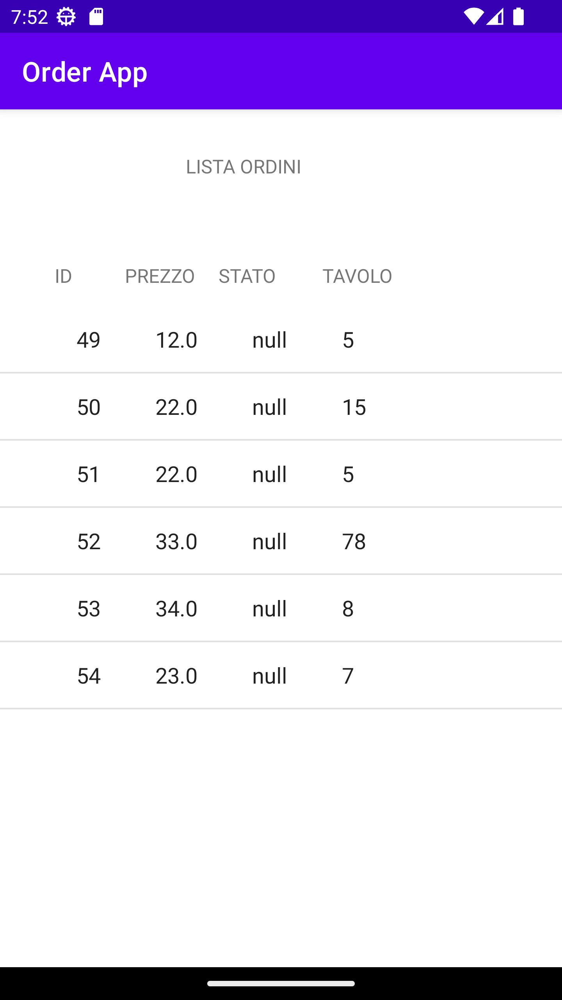 7:52
Order App
LISTA ORDINI
ID PREZZO STATO TAVOLO
49 12.0 null 5
50 22.0 null 15
51 22.0 null 5
52 33.0 null 78
53 34.0 null 8
54 23.0 null 7